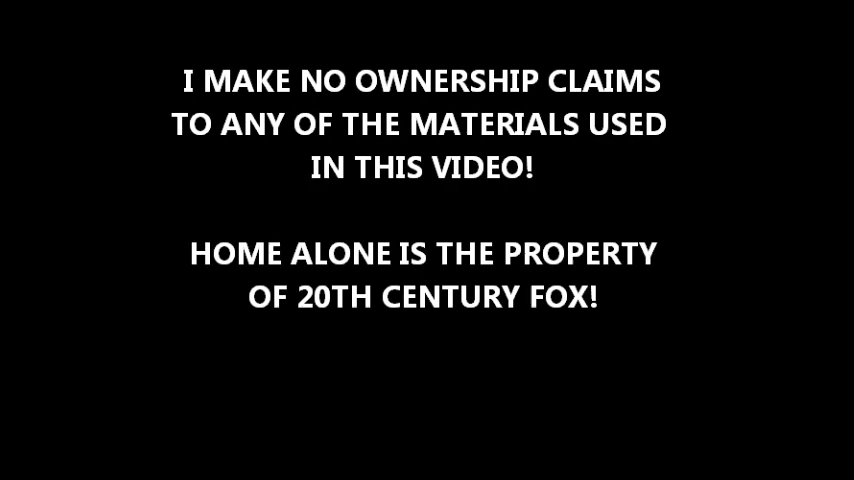 I MAKE NO OWNERSHIP CLAIMS
TO ANY OF THE MATERIALS USED
IN THIS VIDEO!
HOME ALONE IS THE PROPERTY
OF 20TH CENTURY FOX!